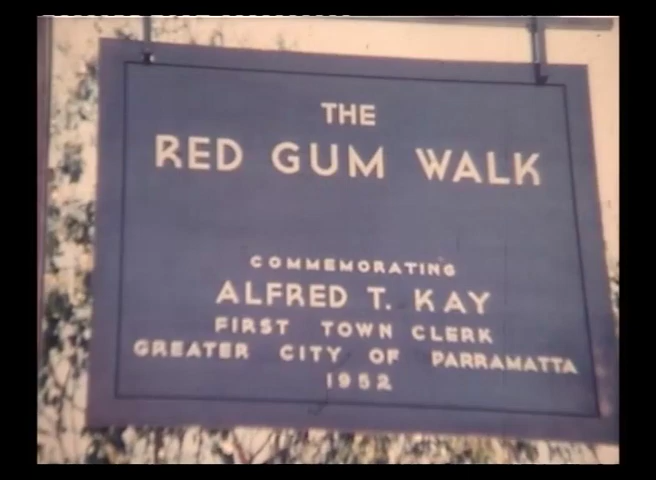 THE
RED GUM WALK
COMMEMORATING
ALFRED T. KAY
FIRST TOWN CLERK
GREATER CITY OF PARRAMATTA
1952